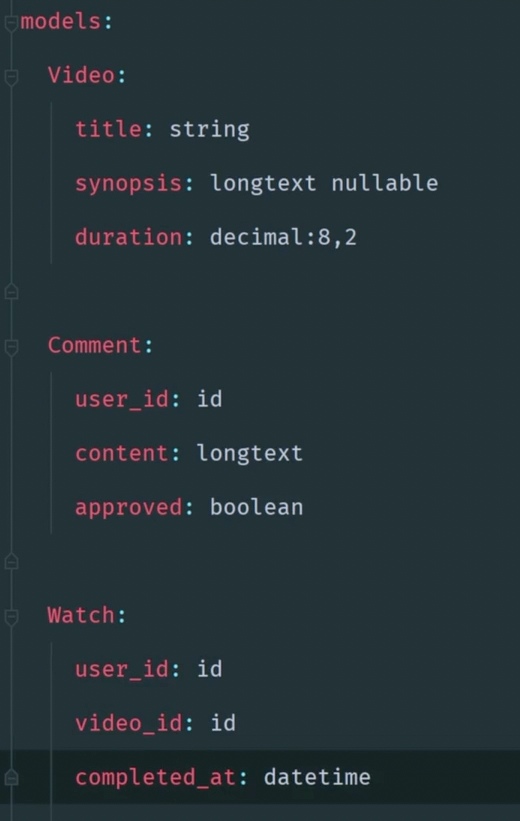 models:
  Video:
    title: string
    synopsis: longtext nullable
    duration: decimal:8,2

  Comment:
    user_id: id
    content: longtext
    approved: boolean

  Watch:
    user_id: id
    video_id: id
    completed_at: datetime